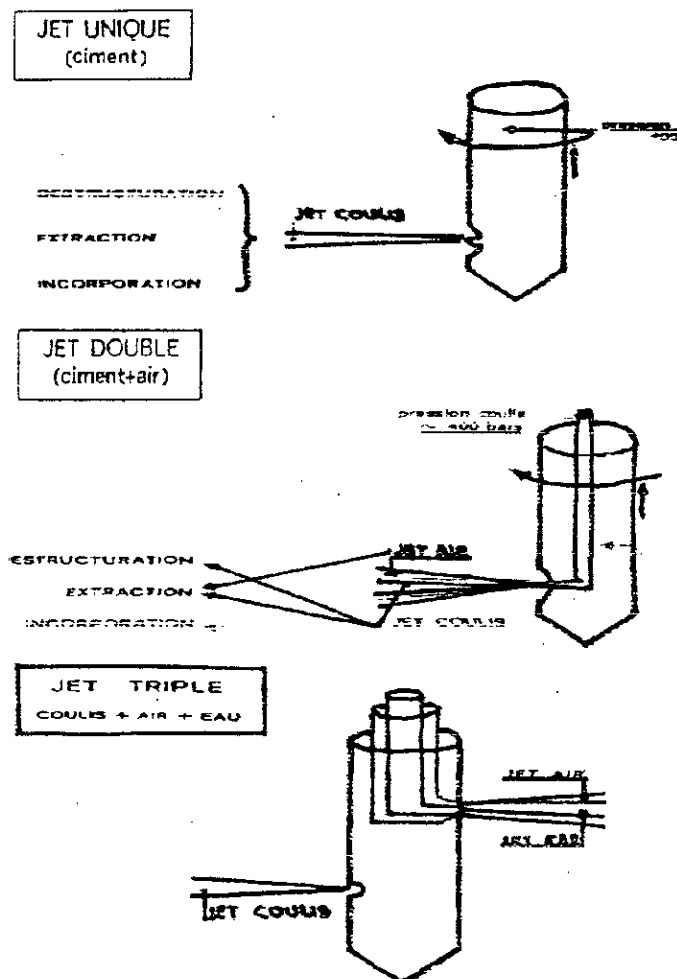 JET UNIQUE
(ciment)
DESTRUCTURATION
JET COULIS
EXTRACTION
INCORPORATION
JET DOUBLE
(ciment+air)
pression coulis
~ 400 bars
JET AIR
ESTRUCTURATION
EXTRACTION
INCORPORATION
JET COULIS
JET TRIPLE
COULIS + AIR + EAU
JET AIR
JET EAU
JET COULIS